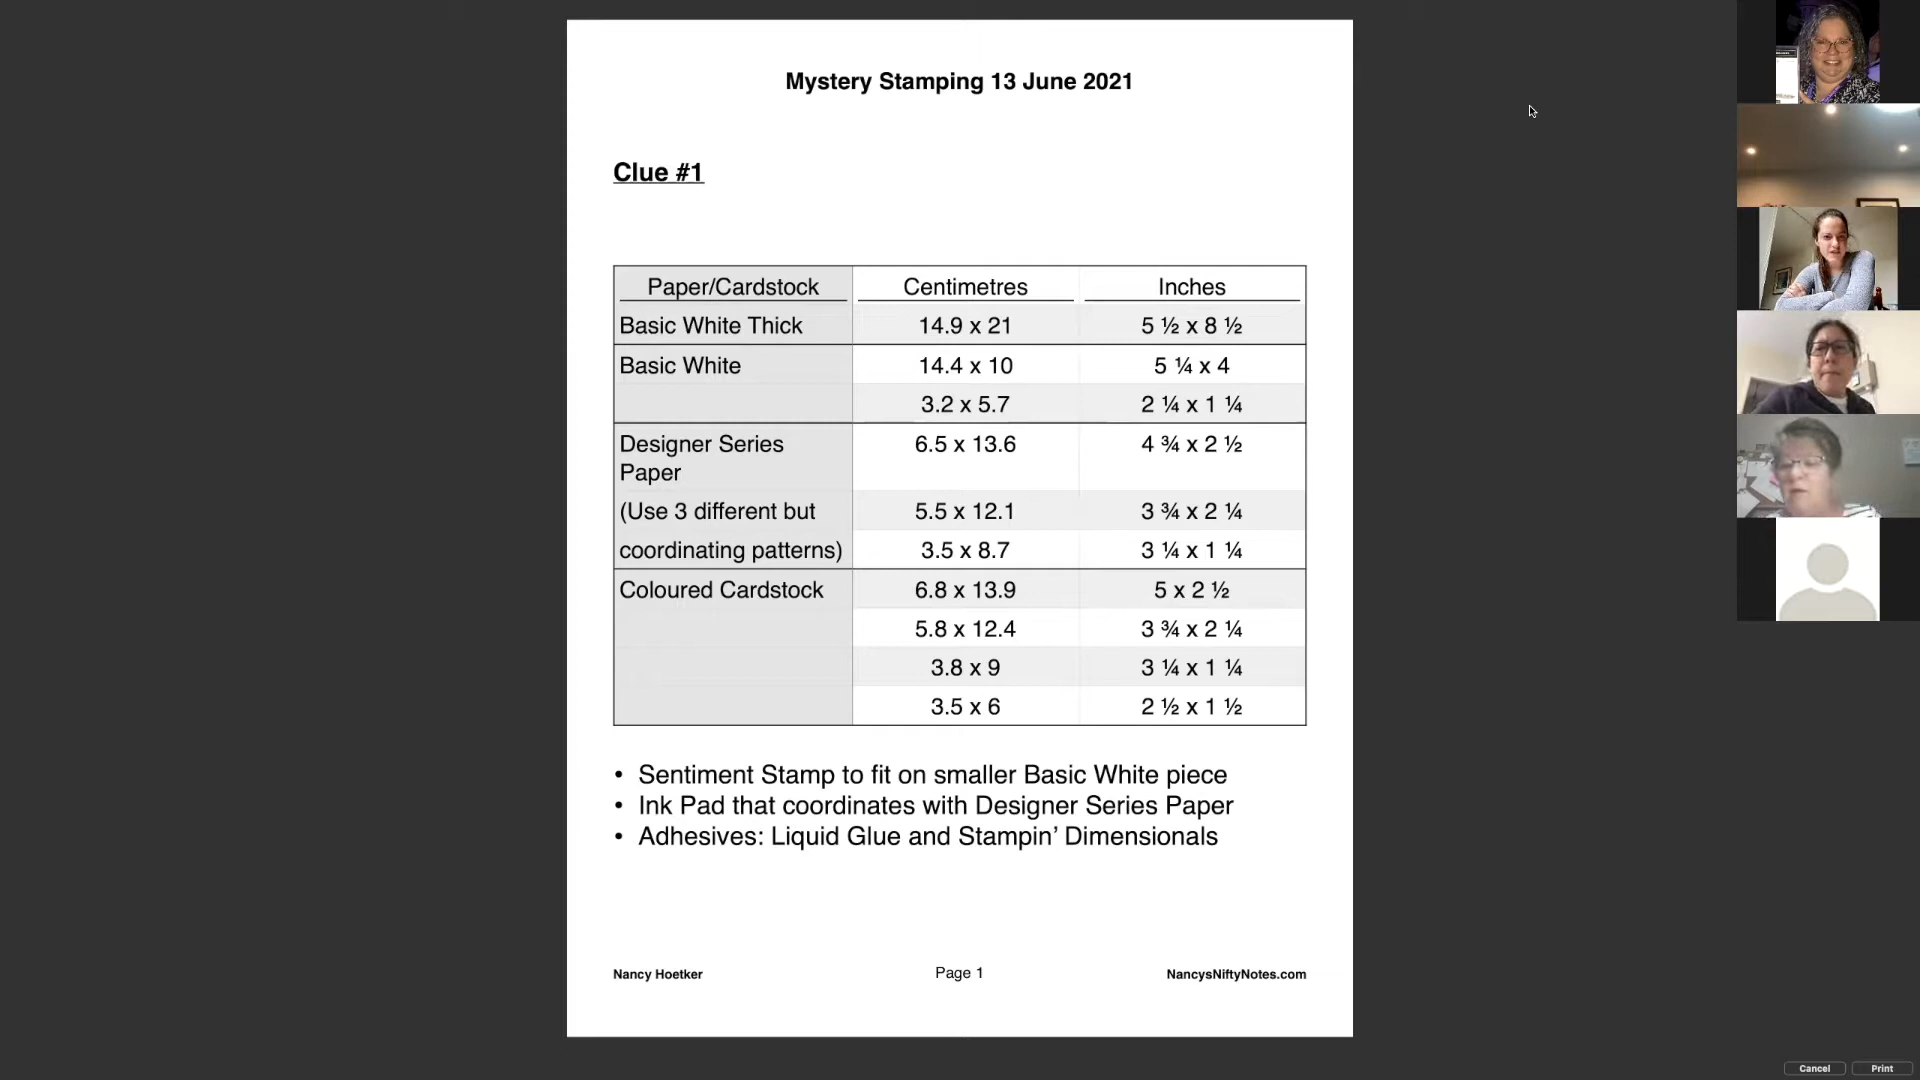 Mystery Stamping 13 June 2021
Clue #1
Paper/Cardstock Centimetres Inches
Basic White Thick 14.9 x 21 5 ½ x 8 ½
Basic White 14.4 x 10 5 ¼ x 4
3.2 x 5.7 2 ¼ x 1 ¼
Designer Series 6.5 x 13.6 4 ¾ x 2 ½
Paper
(Use 3 different but 5.5 x 12.1 3 ¾ x 2 ¼
coordinating patterns) 3.5 x 8.7 3 ¼ x 1 ¼
Coloured Cardstock 6.8 x 13.9 5 x 2 ½
5.8 x 12.4 3 ¾ x 2 ¼
3.8 x 9 3 ¼ x 1 ¼
3.5 x 6 2 ½ x 1 ½
• Sentiment Stamp to fit on smaller Basic White piece
• Ink Pad that coordinates with Designer Series Paper
• Adhesives: Liquid Glue and Stampin’ Dimensionals
Nancy Hoetker Page 1 NancysNiftyNotes.com
Cancel Print